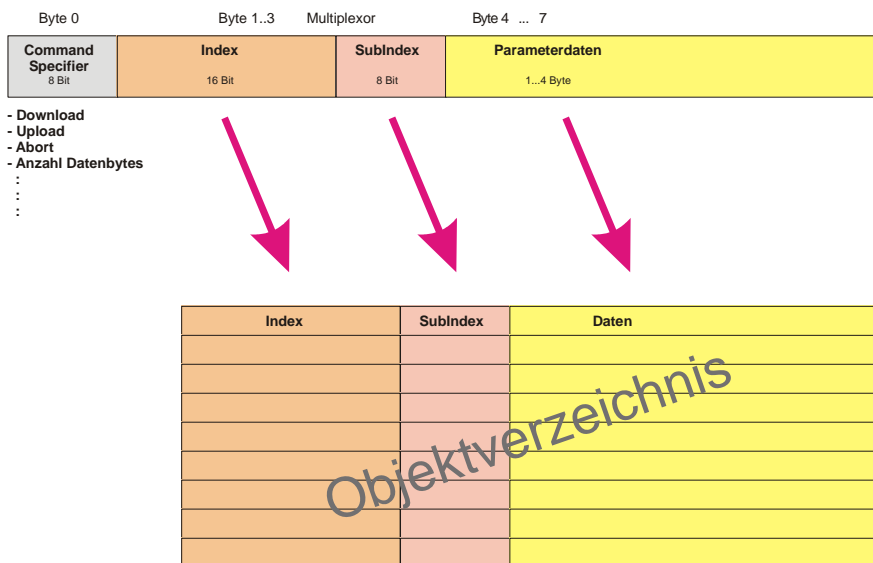 Byte 0 Byte 1..3 Multiplexor Byte 4 ... 7
Command Specifier
8 Bit
Index
16 Bit
SubIndex
8 Bit
Parameterdaten
1...4 Byte
- Download
- Upload
- Abort
- Anzahl Datenbytes
:
:
:
Index SubIndex Daten
Objektverzeichnis